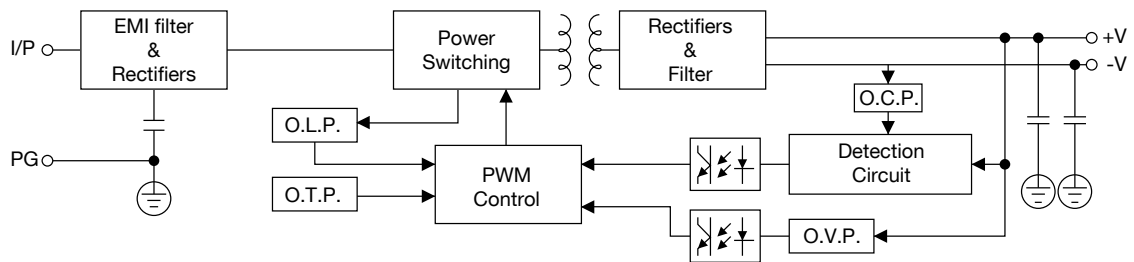 I/P
EMI filter
&
Rectifiers
Power
Switching
Rectifiers
&
Filter
+V
-V
O.C.P.
O.L.P.
PG
PWM
Control
Detection
Circuit
O.T.P.
O.V.P.